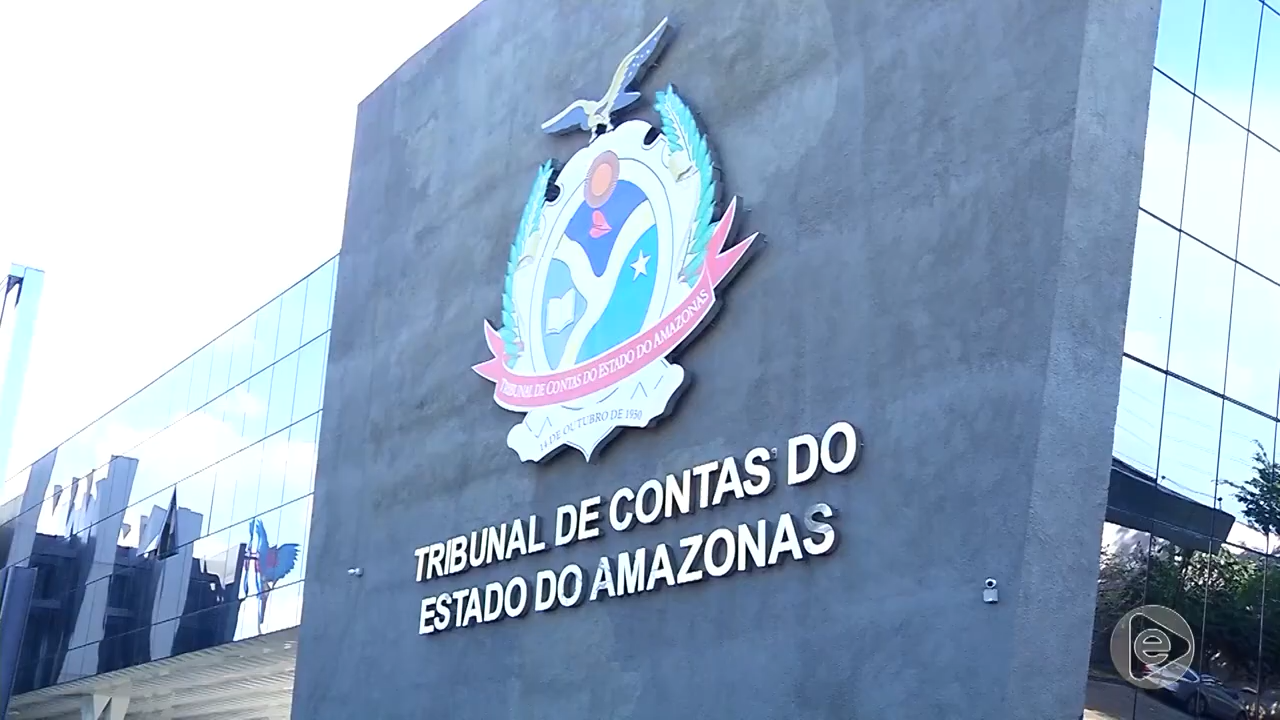 TRIBUNAL DE CONTAS DO ESTADO DO AMAZONAS
14 DE OUTUBRO DE 1950
TRIBUNAL DE CONTAS DO
ESTADO DO AMAZONAS
e